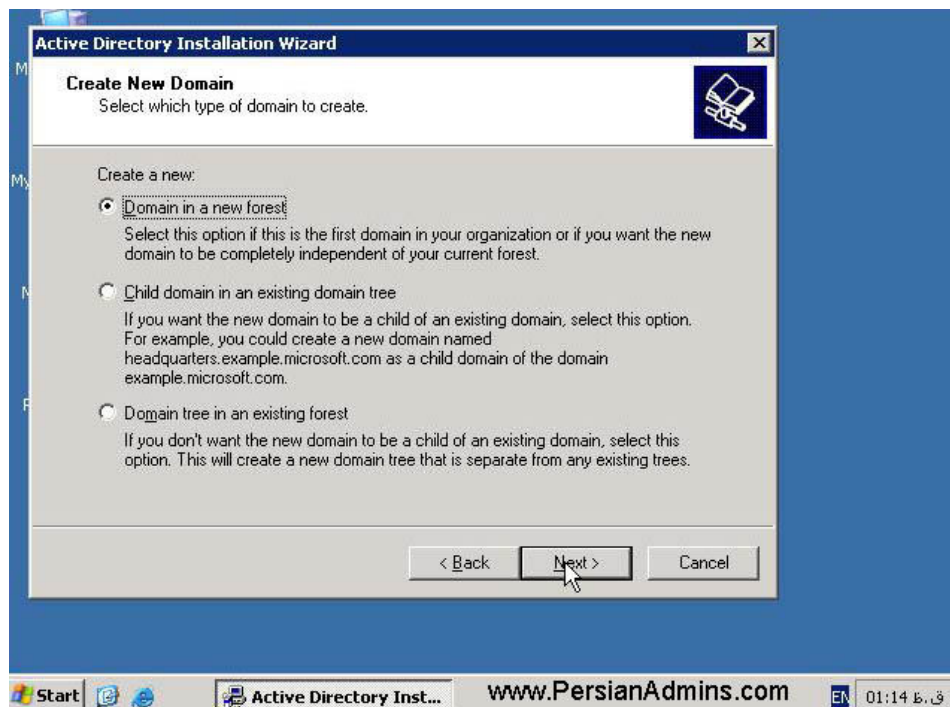 Active Directory Installation Wizard
Create New Domain
Select which type of domain to create.
Create a new:
Domain in a new forest
Select this option if this is the first domain in your organization or if you want the new
domain to be completely independent of your current forest.
Child domain in an existing domain tree
If you want the new domain to be a child of an existing domain, select this option.
For example, you could create a new domain named
headquarters.example.microsoft.com as a child domain of the domain
example.microsoft.com.
Domain tree in an existing forest
If you don't want the new domain to be a child of an existing domain, select this
option. This will create a new domain tree that is separate from any existing trees.
< Back Next > Cancel
Start Active Directory Inst... www.PersianAdmins.com EN 01:14 ق.ظ